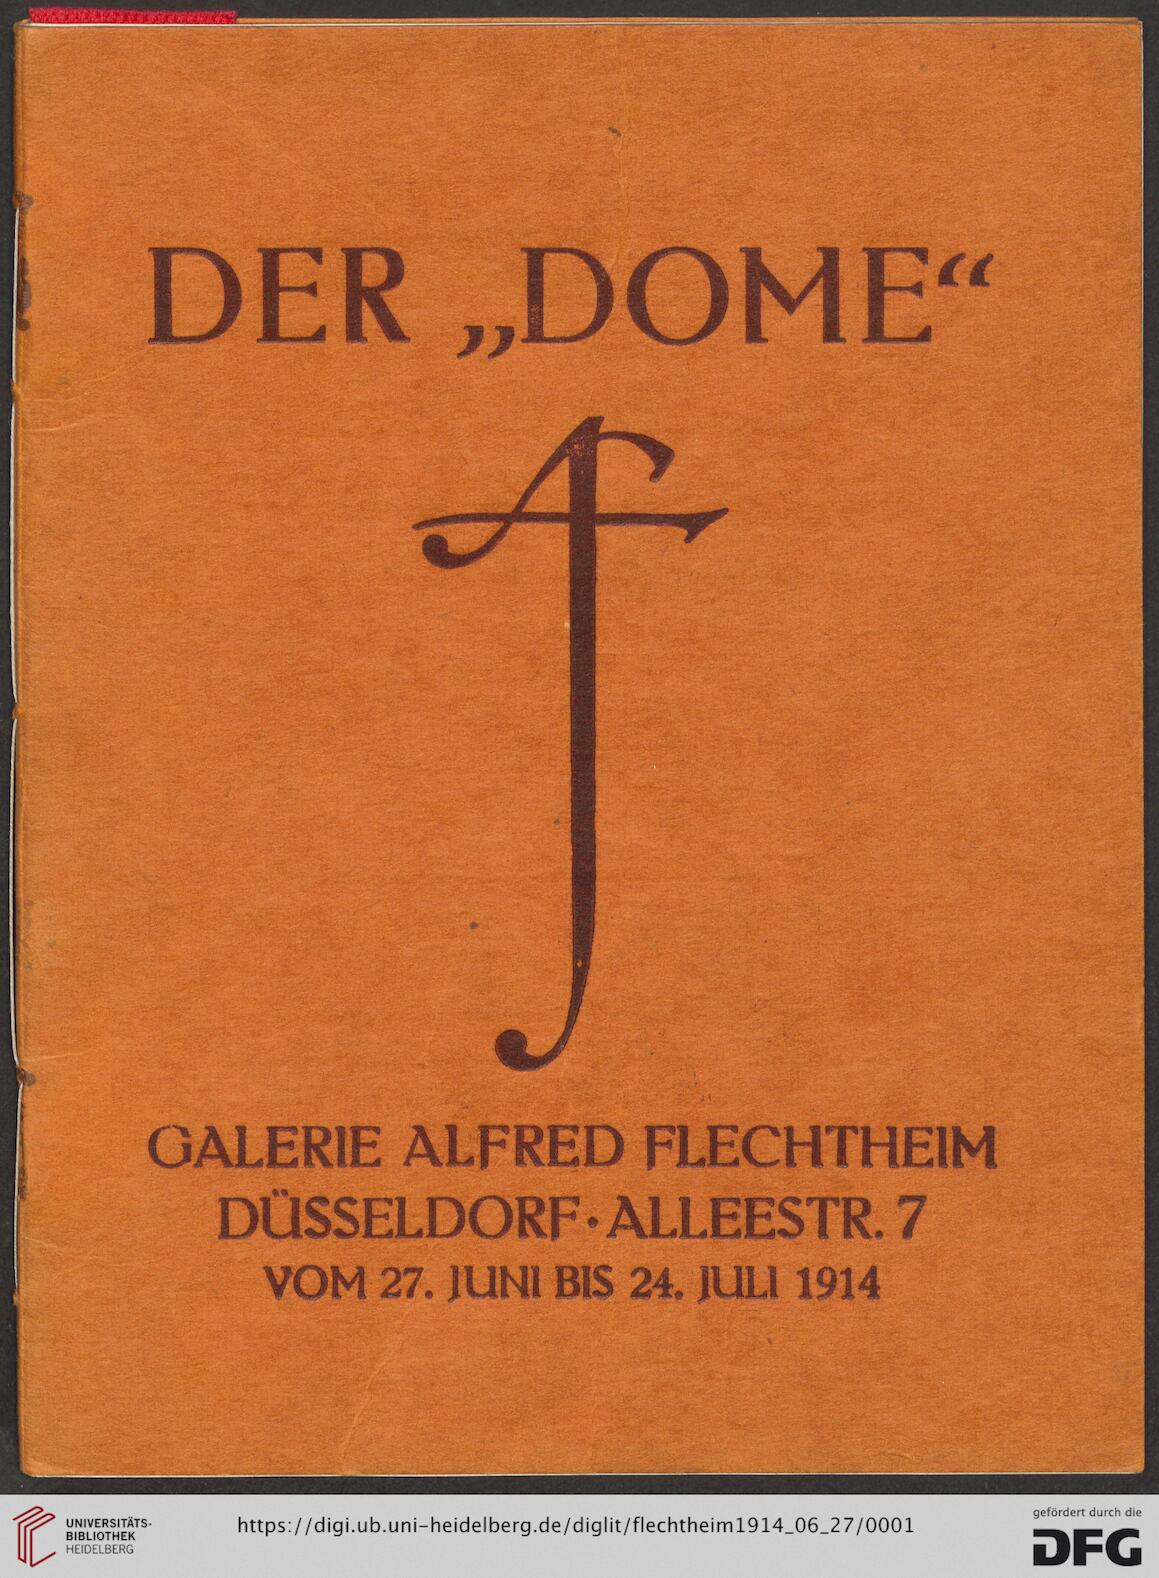 DER „DOME“
AF
GALERIE ALFRED FLECHTHEIM
DÜSSELDORF · ALLEESTR. 7
VOM 27. JUNI BIS 24. JULI 1914
UNIVERSITÄTS-
BIBLIOTHEK
HEIDELBERG
https://digi.ub.uni-heidelberg.de/diglit/flechtheim1914_06_27/0001
gefördert durch die
DFG